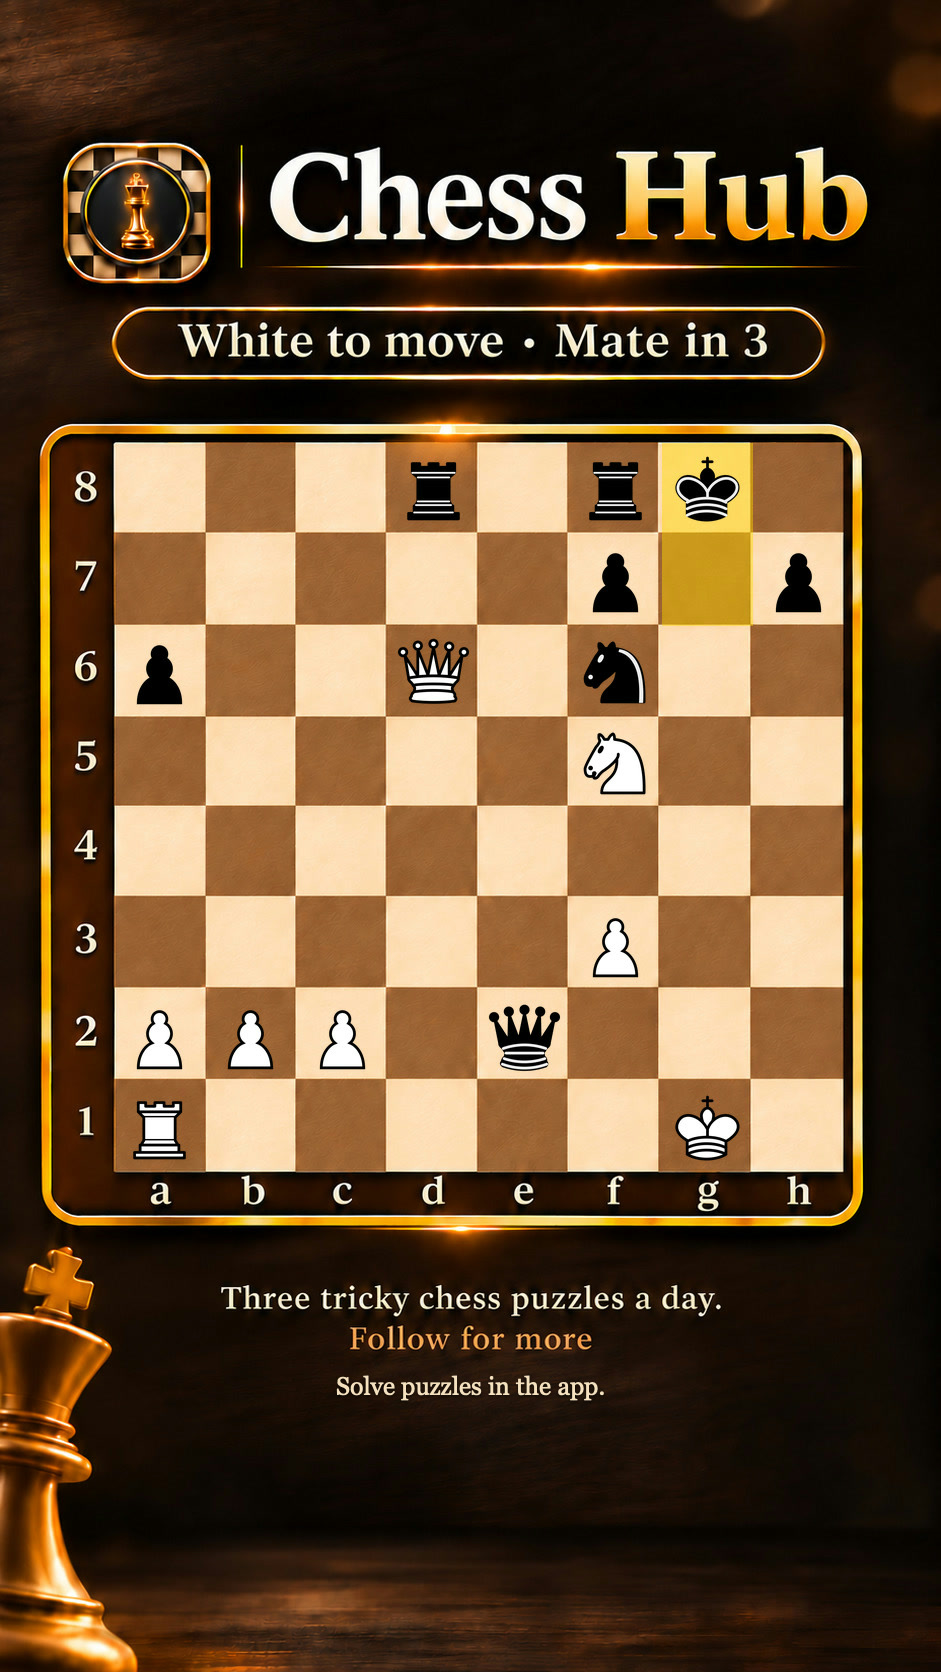 Chess Hub
White to move • Mate in 3
8
7
6
5
4
3
2
1
a b c d e f g h
Three tricky chess puzzles a day.
Follow for more
Solve puzzles in the app.